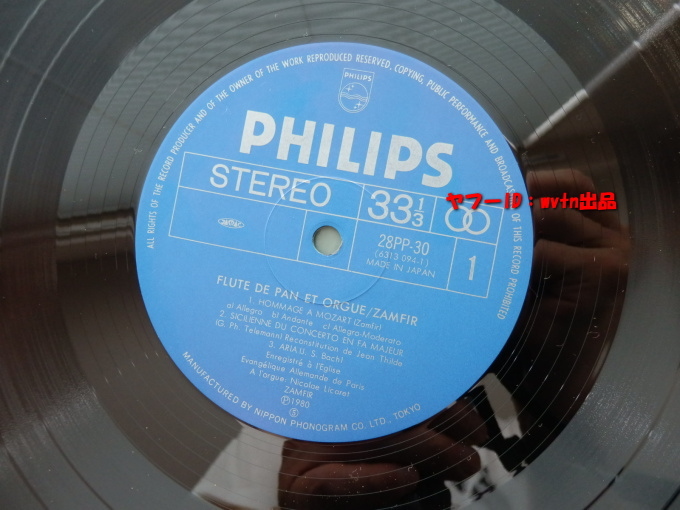 ALL RIGHTS OF THE RECORD PRODUCER AND OF THE OWNER OF THE WORK REPRODUCED RESERVED, COPYING, PUBLIC PERFORMANCE AND BROADCASTING OF THIS RECORD PROHIBITED
PHILIPS
PHILIPS
STEREO
33 1/3
28PP-30
(6313 094.1)
MADE IN JAPAN
1
ヤフーID：mvtn出品
FLUTE DE PAN ET ORGUE/ZAMFIR
1. HOMMAGE À MOZART (Zamfir)
a) Allegro b) Andante c) Allegro-Moderato
2. SICILIENNE DU CONCERTO EN FA MAJEUR
(G. Ph. Telemann) Reconstitution de Jean Thilde
3. ARIA (J. S. Bach)
Enregistré à l'Eglise
Evangélique Allemande de Paris
A l'orgue: Nicolae Licaret
ZAMFIR
Ⓟ1980
Ⓢ
MANUFACTURED BY NIPPON PHONOGRAM CO. LTD., TOKYO